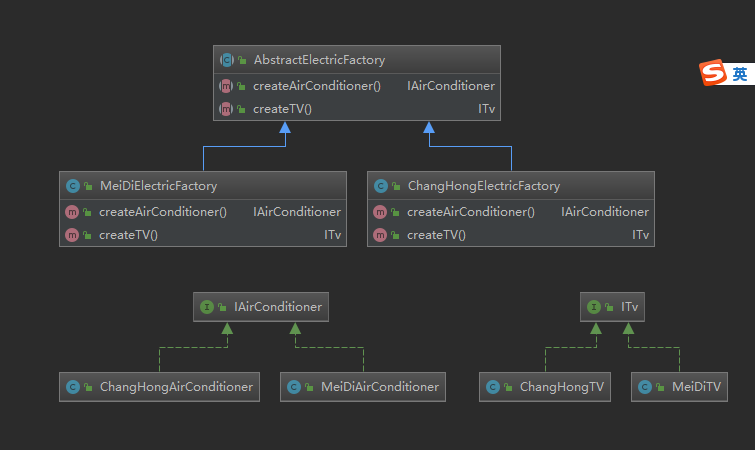 AbstractElectricFactory
createAirConditioner() IAirConditioner
createTV() ITv
英
MeiDiElectricFactory
createAirConditioner() IAirConditioner
createTV() ITv
ChangHongElectricFactory
createAirConditioner() IAirConditioner
createTV() ITv
IAirConditioner
ITv
ChangHongAirConditioner
MeiDiAirConditioner
ChangHongTV
MeiDiTV